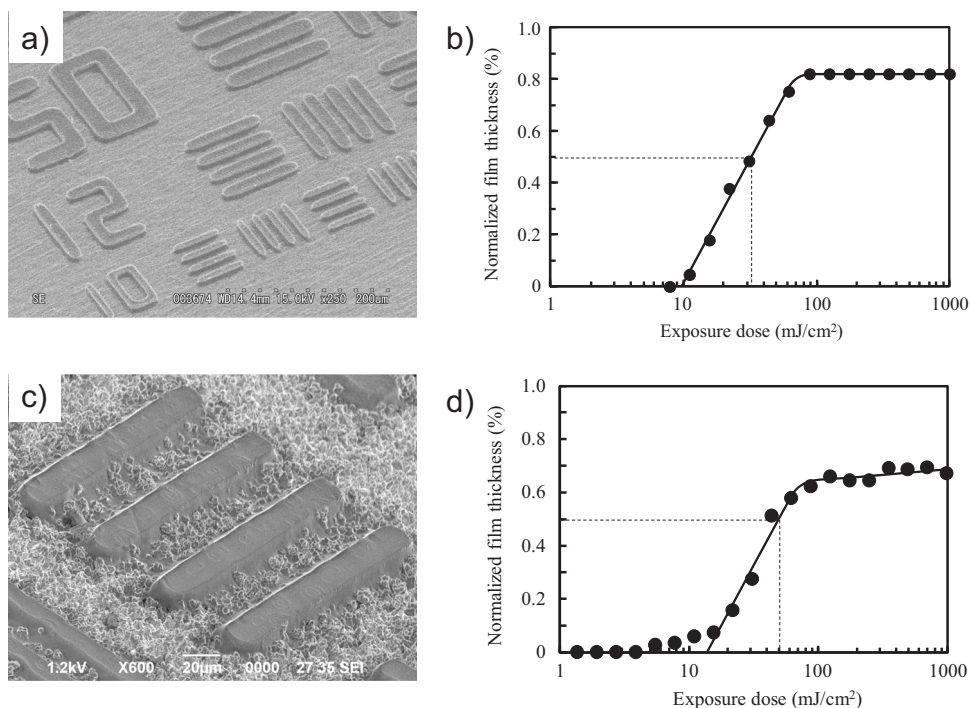 a)
50
12
10
SE
003674 WD14.4mm 15.0kV x250 200um
b)
Normalized film thickness (%)
1.0
0.8
0.6
0.4
0.2
0
1
10
100
1000
Exposure dose (mJ/cm²)
c)
1.2kV X600 20μm 0000 27 35 SEI
d)
Normalized film thickness (%)
1.0
0.8
0.6
0.4
0.2
0
1
10
100
1000
Exposure dose (mJ/cm²)